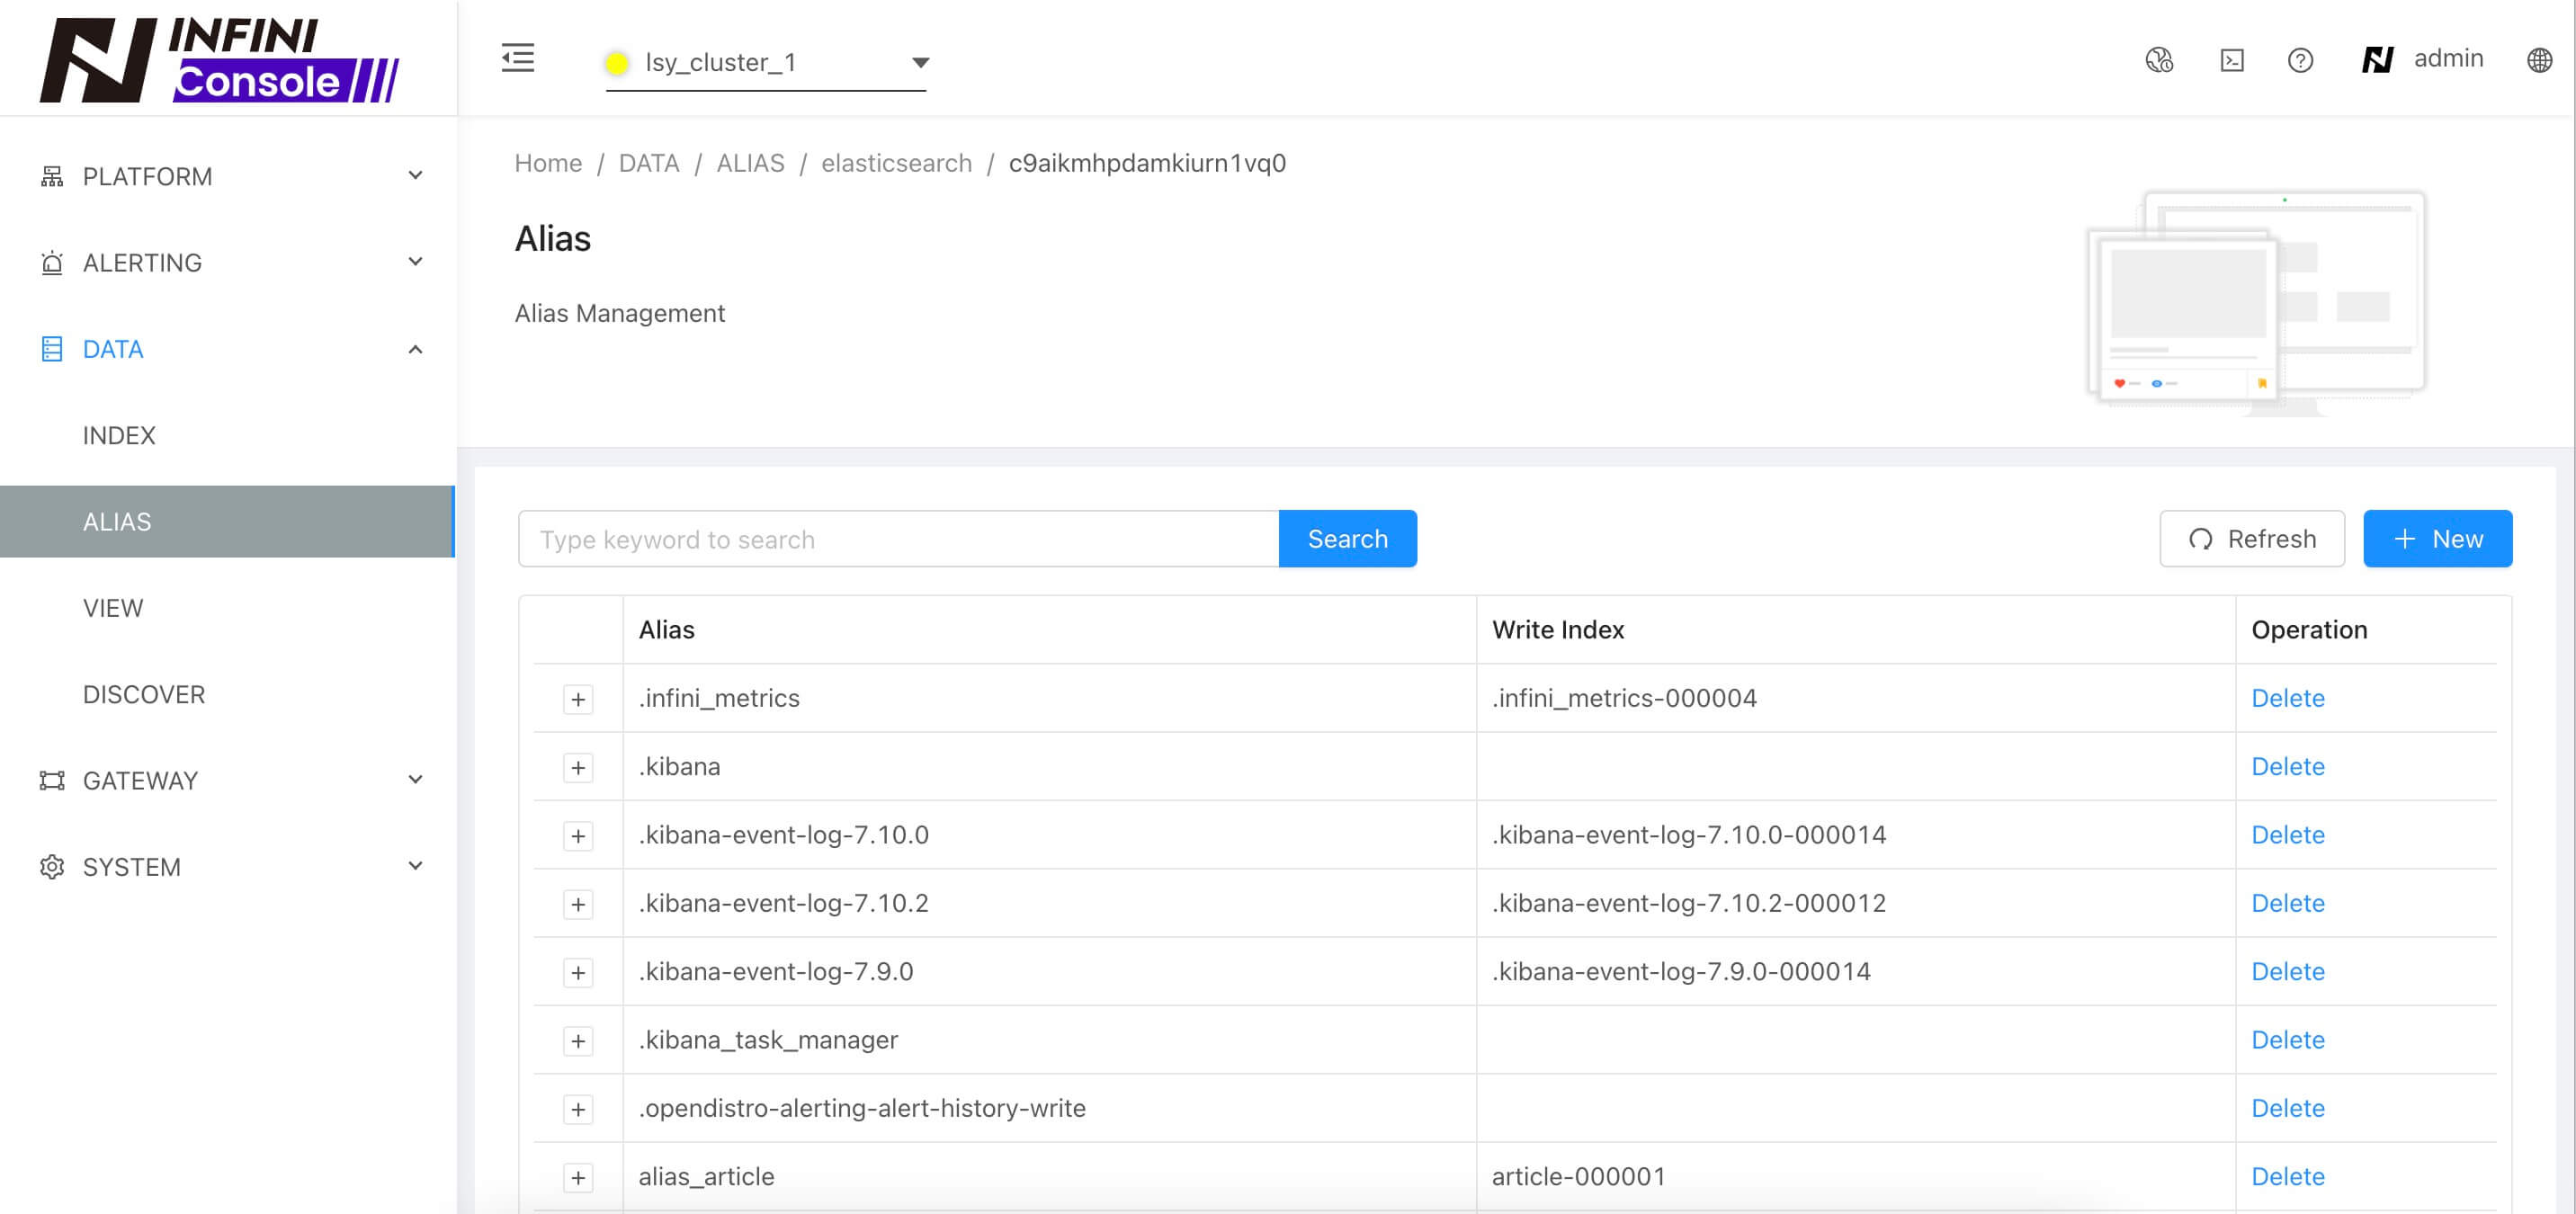 INFINI
Console
lsy_cluster_1
admin
PLATFORM
ALERTING
DATA
INDEX
ALIAS
VIEW
DISCOVER
GATEWAY
SYSTEM
Home / DATA / ALIAS / elasticsearch / c9aikmhpdamkiurn1vq0
Alias
Alias Management
Type keyword to search
Search
Refresh
New
Alias Write Index Operation
.infini_metrics .infini_metrics-000004 Delete
.kibana Delete
.kibana-event-log-7.10.0 .kibana-event-log-7.10.0-000014 Delete
.kibana-event-log-7.10.2 .kibana-event-log-7.10.2-000012 Delete
.kibana-event-log-7.9.0 .kibana-event-log-7.9.0-000014 Delete
.kibana_task_manager Delete
.opendistro-alerting-alert-history-write Delete
alias_article article-000001 Delete